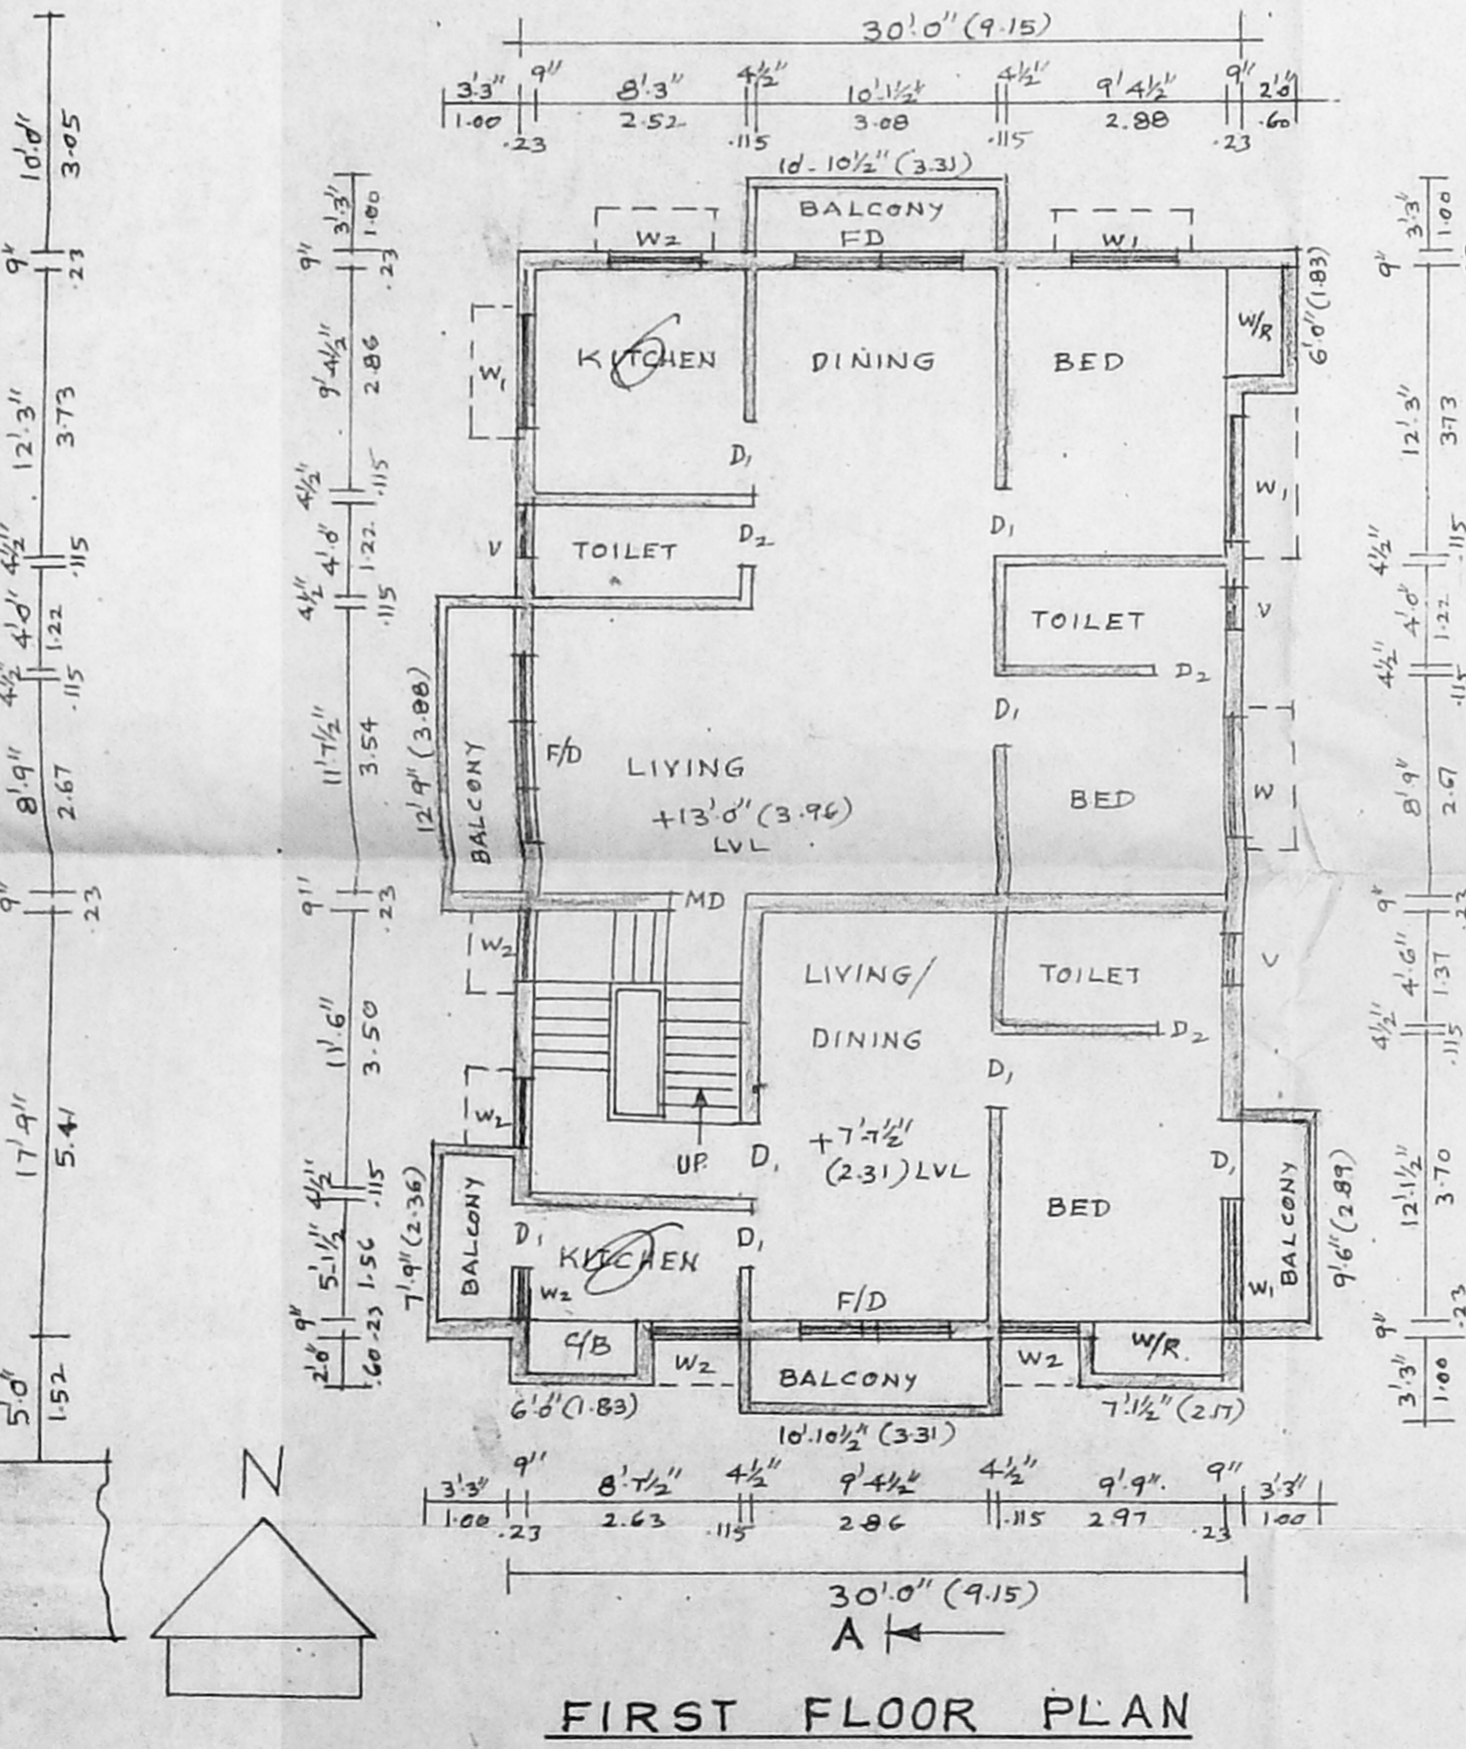 30'.0" (9.15)
3'.3" 9" 8'.3" 4½" 10'.1½" 4½" 9'4½" 9" 2'.0"
1.00 .23 2.52 .115 3.08 .115 2.88 .23 .60
10'-10½" (3.31)
BALCONY
W2 FD W1
10'.0" 3.05
9" .23
12'.3" 3.73
4½" .115
4'.0" 1.22
4½" .115
8'.9" 2.67
9" .23
17'.9" 5.41
5'.0" 1.52
3'.3" 1.00
9" .23
9'4½" 2.86
4½" .115
4'.0" 1.22
4½" .115
11'.7½" 3.54
9" .23
11'.6" 3.50
4½" .115
5'.1½" 1.56
9" .23
2'.0" .60
W1 KITCHEN DINING BED W/R 6'.0" (1.83)
D1
V TOILET D2 D1 W1
TOILET V
D2
D1
12'9" (3.88)
BALCONY F/D LIVING BED W
+13'.0" (3.96)
LVL
MD
W2 LIVING/ TOILET V
DINING D2
D1
W2 +7'-7½"
UP. D1 (2.31) LVL D1
7'.9" (2.36)
BALCONY D1 KITCHEN D1 BED BALCONY 9'.6" (2.89)
W2 F/D W1
C/B W2 BALCONY W2 W/R.
6'.0" (1.83) 10'.10½" (3.31) 7'.1½" (2.17)
3'.3" 1.00
9" .23
12'.3" 3.73
4½" .115
4'.0" 1.22
4½" .115
8'.9" 2.67
9" .23
4'.6" 1.37
4½" .115
12'.1½" 3.70
9" .23
3'.3" 1.00
3'.3" 9" 8'.7½" 4½" 9'4½" 4½" 9'.9". 9" 3'.3"
1.00 .23 2.63 .115 2.86 .115 2.97 .23 1.00
30'.0" (9.15)
N
A
FIRST FLOOR PLAN